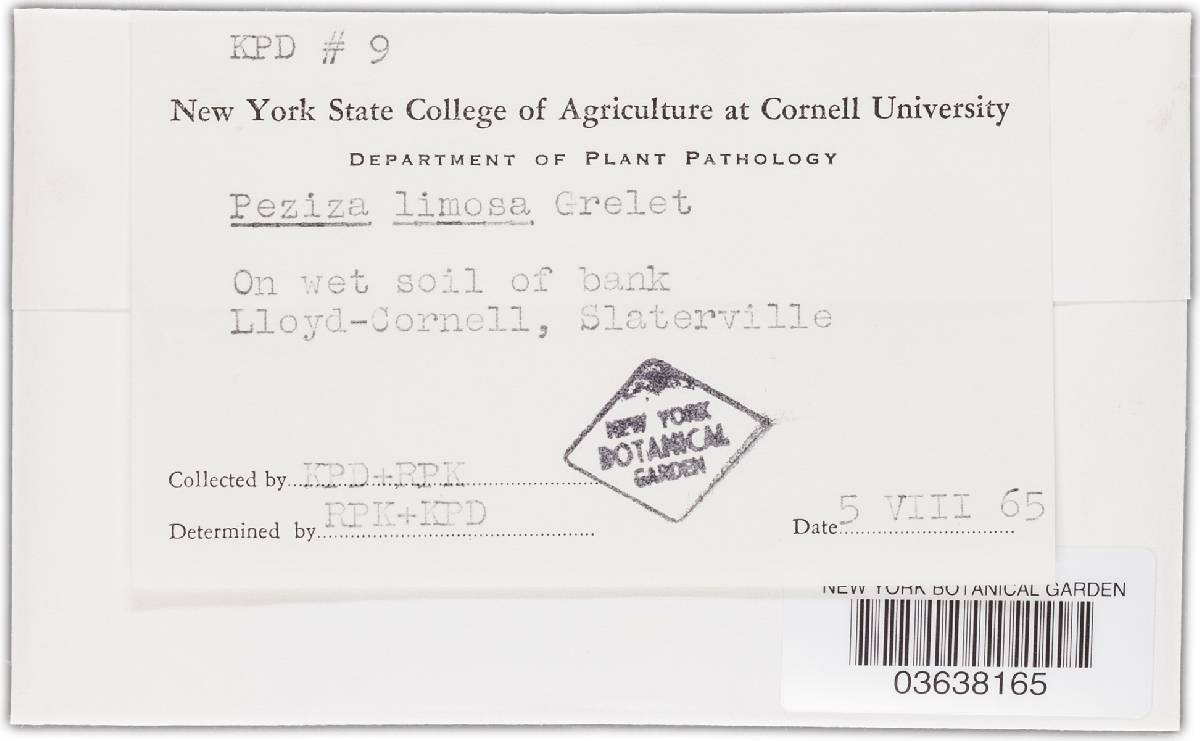 KPD # 9
New York State College of Agriculture at Cornell University
DEPARTMENT OF PLANT PATHOLOGY
Peziza limosa Grelet
On wet soil of bank
Lloyd-Cornell, Slaterville
NEW YORK
BOTANICAL
GARDEN
Collected by KPD+RPK
Determined by RPK+KPD
Date 5 VIII 65
NEW YORK BOTANICAL GARDEN
03638165